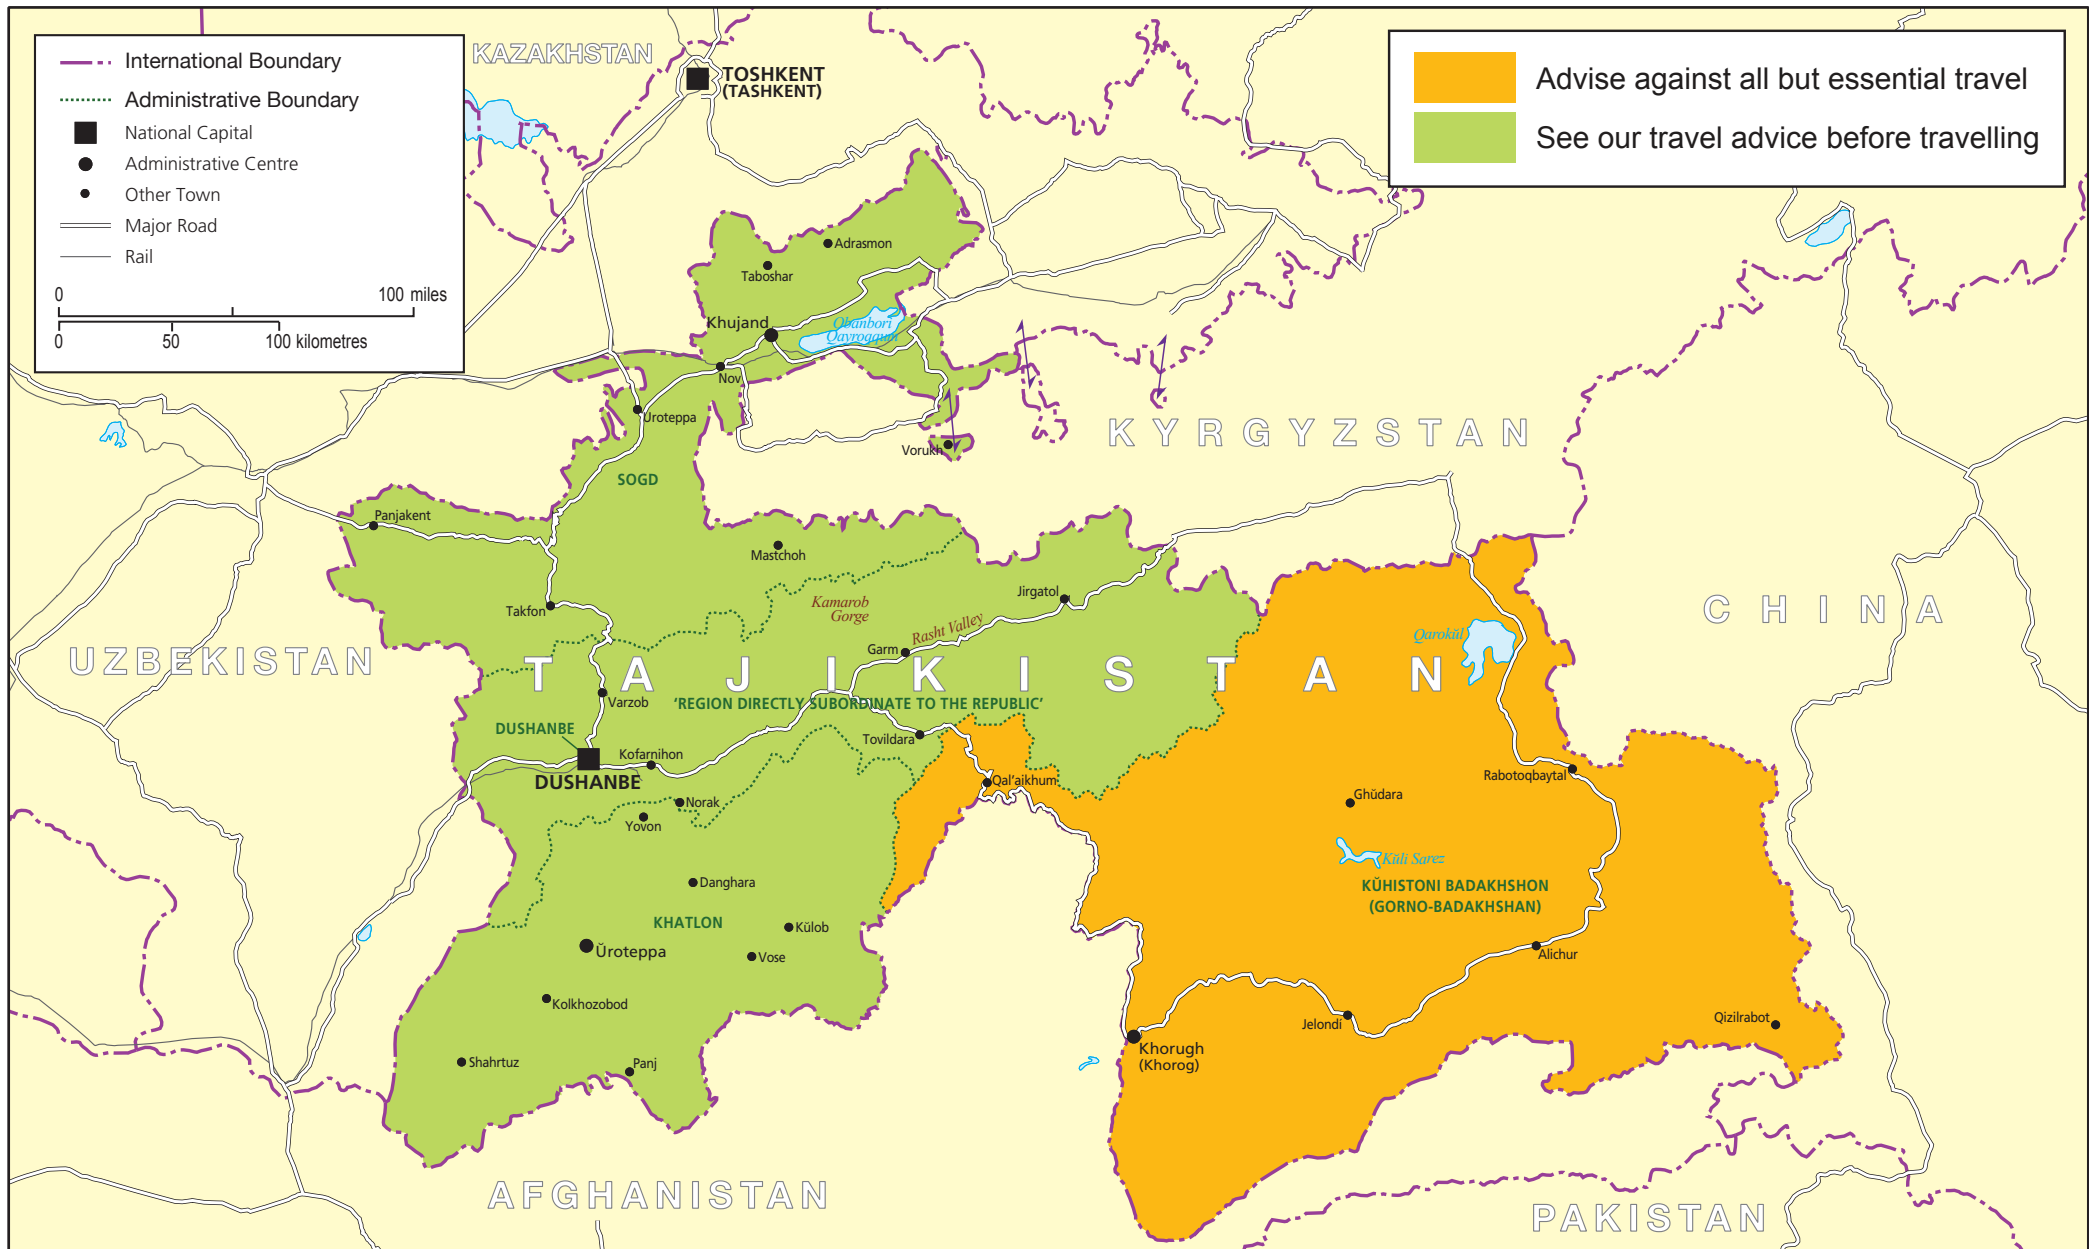 International Boundary
Administrative Boundary
National Capital
Administrative Centre
Other Town
Major Road
Rail
0
100 miles
0
50
100 kilometres
Advise against all but essential travel
See our travel advice before travelling
KAZAKHSTAN
TOSHKENT
(TASHKENT)
Adrasmon
Taboshar
Khujand
Qbanbori
Qayroqqum
Nov
Ŭroteppa
Vorukh
KYRGYZSTAN
SOGD
Panjakent
Mastchoh
Takfon
Kamarob
Gorge
Jirgatol
Rasht Valley
Garm
CHINA
Qarokŭl
UZBEKISTAN
TAJIKISTAN
Varzob
'REGION DIRECTLY SUBORDINATE TO THE REPUBLIC'
DUSHANBE
Tovildara
Kofarnihon
DUSHANBE
Qal'aikhum
Rabotoqbaytal
Norak
Yovon
Ghŭdara
Kŭli Sarez
Danghara
KŬHISTONI BADAKHSHON
(GORNO-BADAKHSHAN)
KHATLON
Kŭlob
Ŭroteppa
Vose
Alichur
Kolkhozobod
Jelondí
Qizilrabot
Khorugh
(Khorog)
Shahrtuz
Panj
AFGHANISTAN
PAKISTAN